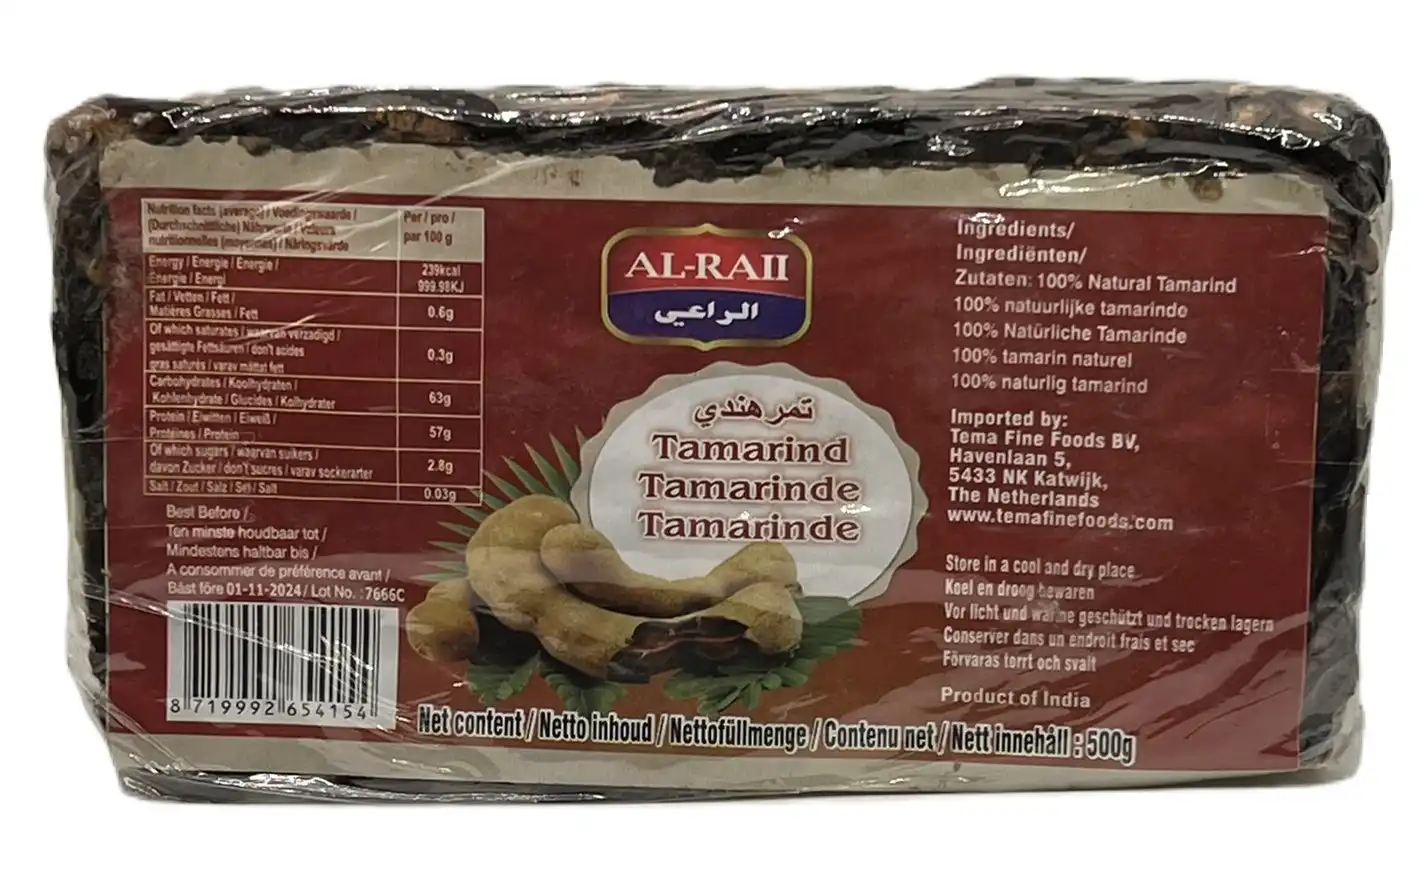 Nutrition facts (average) / Voedingswaarde /
(Durchschnittliche) Nährwerte / Valeurs
nutritionnelles (moyennes) / Näringsvärde
Per / pro /
par 100 g
Energy / Energie / Energie /
Énergie / Energi
239kcal
999.98KJ
Fat / Vetten / Fett /
Matières Grasses / Fett
0.6g
Of which saturates / waarvan verzadigd /
gesättigte Fettsäuren / don't acides
gras saturés / varav mättat fett
0.3g
Carbohydrates / Koolhydraten /
Kohlenhydrate / Glucides / Kolhydrater
63g
Protein / Eiwitten / Eiweiß /
Protéines / Protein
57g
Of which sugars / waarvan suikers /
davon Zucker / don't sucres / varav sockerarter
2.8g
Salt / Zout / Salz / Sel / Salt
0.03g
Best Before /
Ten minste houdbaar tot /
Mindestens haltbar bis /
A consommer de préférence avant /
Bäst före 01-11-2024 / Lot No. : 7666C
8 719992 654154
AL-RAII
الراعي
تمر هندي
Tamarind
Tamarinde
Tamarinde
Net content / Netto inhoud / Nettofüllmenge / Contenu net / Nett innehåll : 500g
Ingredients/
Ingrediënten/
Zutaten: 100% Natural Tamarind
100% natuurlijke tamarinde
100% Natürliche Tamarinde
100% tamarin naturel
100% naturlig tamarind
Imported by:
Tema Fine Foods BV,
Havenlaan 5,
5433 NK Katwijk,
The Netherlands
www.temafinefoods.com
Store in a cool and dry place
Koel en droog bewaren
Vor licht und wärme geschützt und trocken lagern
Conserver dans un endroit frais et sec
Förvaras torrt och svalt
Product of India